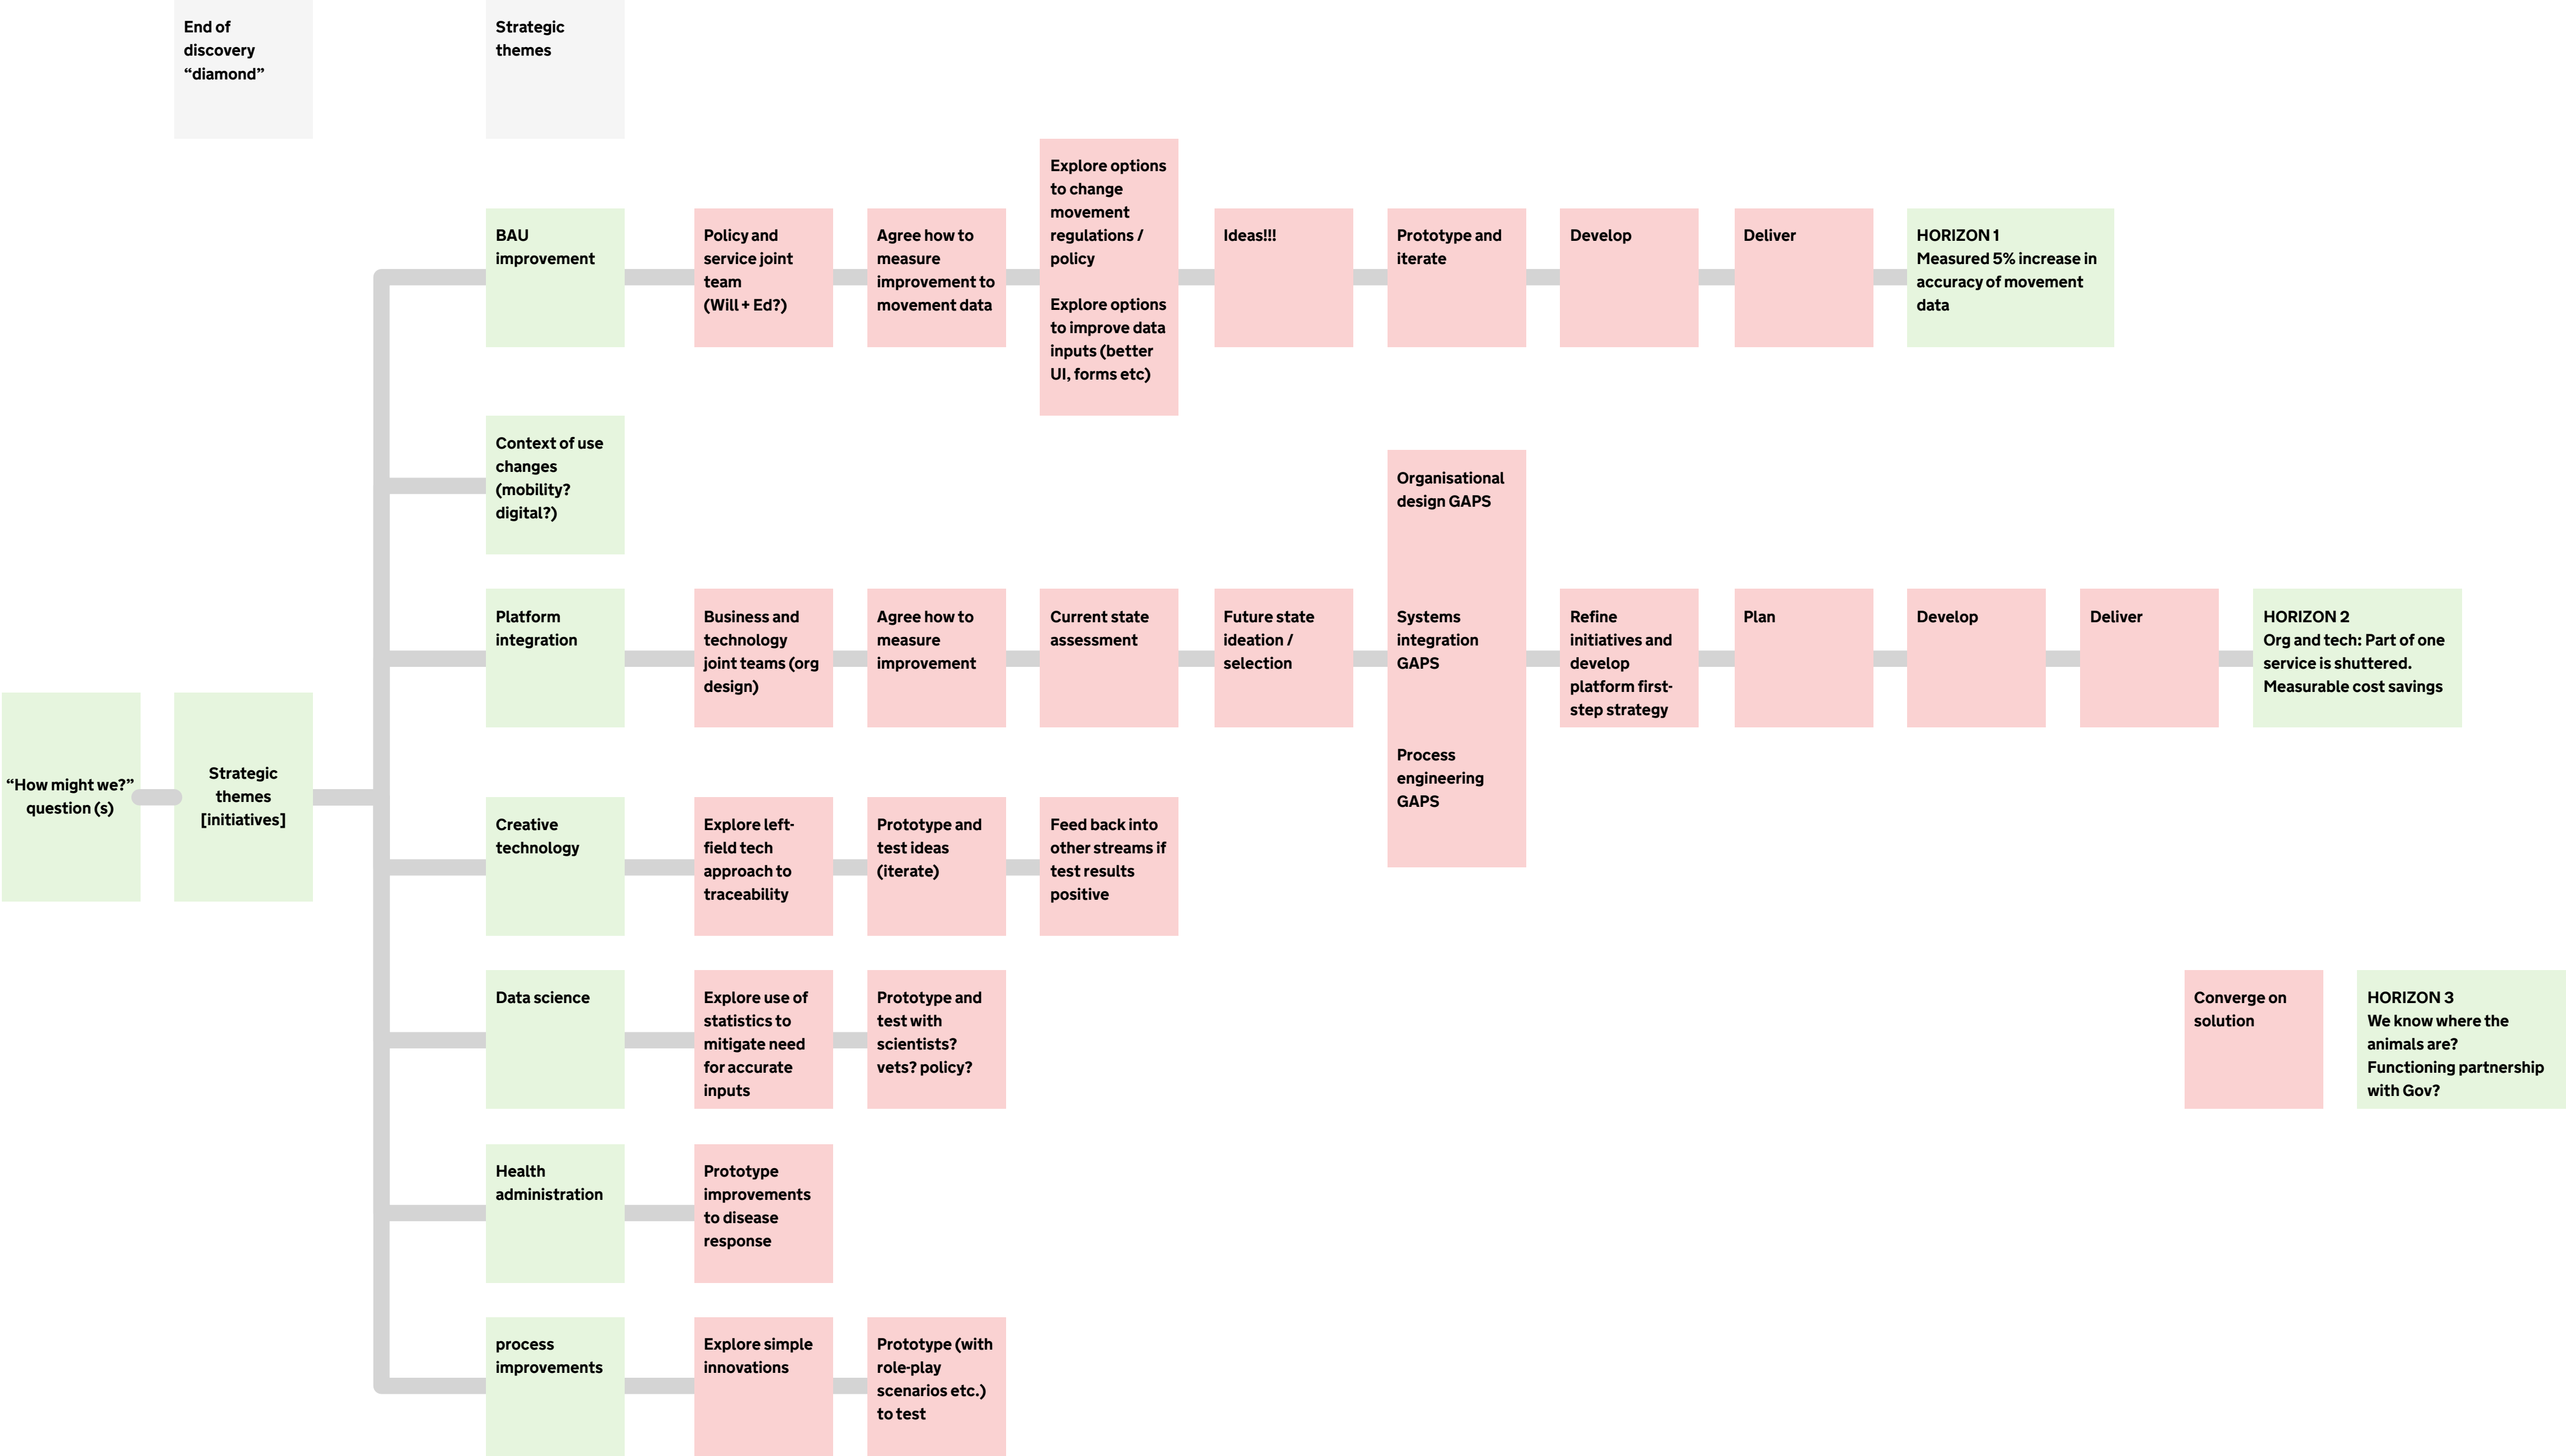 End of
discovery
“diamond”
Strategic
themes
BAU
improvement
Policy and
service joint
team
(Will + Ed?)
Agree how to
measure
improvement to
movement data
Explore options
to change
movement
regulations /
policy
Explore options
to improve data
inputs (better
UI, forms etc)
Ideas!!!
Prototype and
iterate
Develop
Deliver
HORIZON 1
Measured 5% increase in
accuracy of movement
data
Context of use
changes
(mobility?
digital?)
Platform
integration
Business and
technology
joint teams (org
design)
Agree how to
measure
improvement
Current state
assessment
Future state
ideation /
selection
Organisational
design GAPS
Systems
integration
GAPS
Process
engineering
GAPS
Refine
initiatives and
develop
platform first-
step strategy
Plan
Develop
Deliver
HORIZON 2
Org and tech: Part of one
service is shuttered.
Measurable cost savings
“How might we?”
question (s)
Strategic
themes
[initiatives]
Creative
technology
Explore left-
field tech
approach to
traceability
Prototype and
test ideas
(iterate)
Feed back into
other streams if
test results
positive
Data science
Explore use of
statistics to
mitigate need
for accurate
inputs
Prototype and
test with
scientists?
vets? policy?
Converge on
solution
HORIZON 3
We know where the
animals are?
Functioning partnership
with Gov?
Health
administration
Prototype
improvements
to disease
response
process
improvements
Explore simple
innovations
Prototype (with
role-play
scenarios etc.)
to test